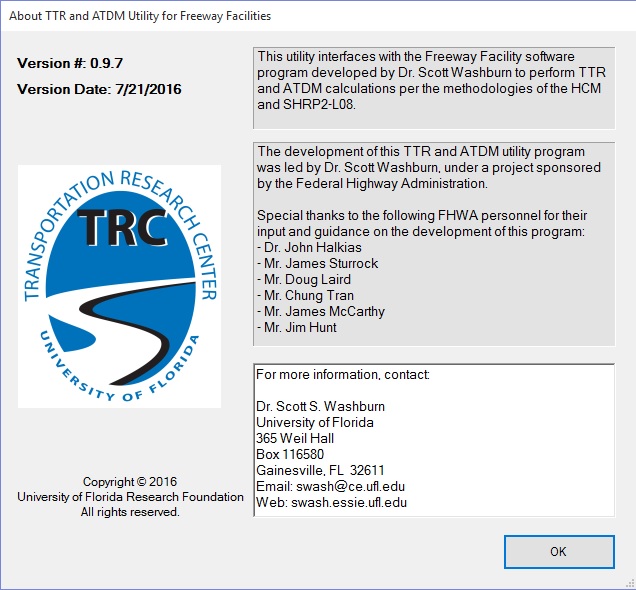 About TTR and ATDM Utility for Freeway Facilities
Version #: 0.9.7
Version Date: 7/21/2016
This utility interfaces with the Freeway Facility software
program developed by Dr. Scott Washburn to perform TTR
and ATDM calculations per the methodologies of the HCM
and SHRP2-L08.
The development of this TTR and ATDM utility program
was led by Dr. Scott Washburn, under a project sponsored
by the Federal Highway Administration.
Special thanks to the following FHWA personnel for their
input and guidance on the development of this program:
- Dr. John Halkias
- Mr. James Sturrock
- Mr. Doug Laird
- Mr. Chung Tran
- Mr. James McCarthy
- Mr. Jim Hunt
TRANSPORTATION RESEARCH CENTER
TRC
UNIVERSITY OF FLORIDA
For more information, contact:
Dr. Scott S. Washburn
University of Florida
365 Weil Hall
Box 116580
Gainesville, FL  32611
Email: swash@ce.ufl.edu
Web: swash.essie.ufl.edu
Copyright © 2016
University of Florida Research Foundation
All rights reserved.
OK